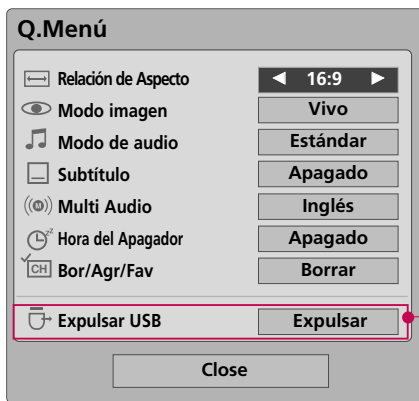 Q.Menú
Relación de Aspecto ◄ 16:9 ►
Modo imagen Vivo
Modo de audio Estándar
Subtítulo Apagado
Multi Audio Inglés
Hora del Apagador Apagado
CH Bor/Agr/Fav Borrar
Expulsar USB Expulsar
Close